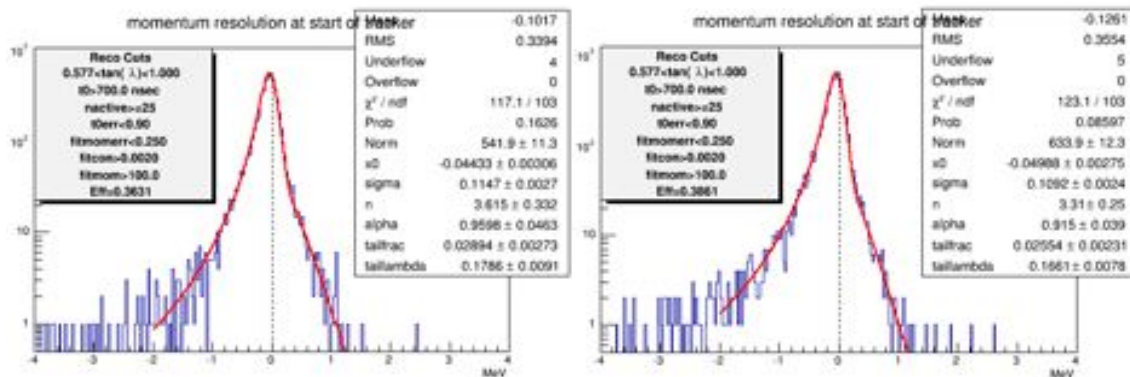 momentum resolution at start of tracker
Reco Cuts
0.577<tan( λ)<1.000
t0>700.0 nsec
nactive>=25
t0err<0.90
fitmomerr<0.250
fitcon>0.0020
fitmom>100.0
Eff=0.3631
Mean -0.1017
RMS 0.3394
Underflow 4
Overflow 0
χ² / ndf 117.1 / 103
Prob 0.1626
Norm 541.9 ± 11.3
x0 -0.04433 ± 0.00306
sigma 0.1147 ± 0.0027
n 3.615 ± 0.332
alpha 0.9598 ± 0.0463
tailfrac 0.02894 ± 0.00273
taillambda 0.1786 ± 0.0091
10³
10²
10
1
-4 -3 -2 -1 0 1 2 3 4
MeV
momentum resolution at start of tracker
Reco Cuts
0.577<tan( λ)<1.000
t0>700.0 nsec
nactive>=25
t0err<0.90
fitmomerr<0.250
fitcon>0.0020
fitmom>100.0
Eff=0.3861
Mean -0.1261
RMS 0.3554
Underflow 5
Overflow 0
χ² / ndf 123.1 / 103
Prob 0.08597
Norm 633.9 ± 12.3
x0 -0.04988 ± 0.00275
sigma 0.1092 ± 0.0024
n 3.31 ± 0.25
alpha 0.915 ± 0.039
tailfrac 0.02554 ± 0.00231
taillambda 0.1661 ± 0.0078
10³
10²
10
1
-4 -3 -2 -1 0 1 2 3 4
MeV